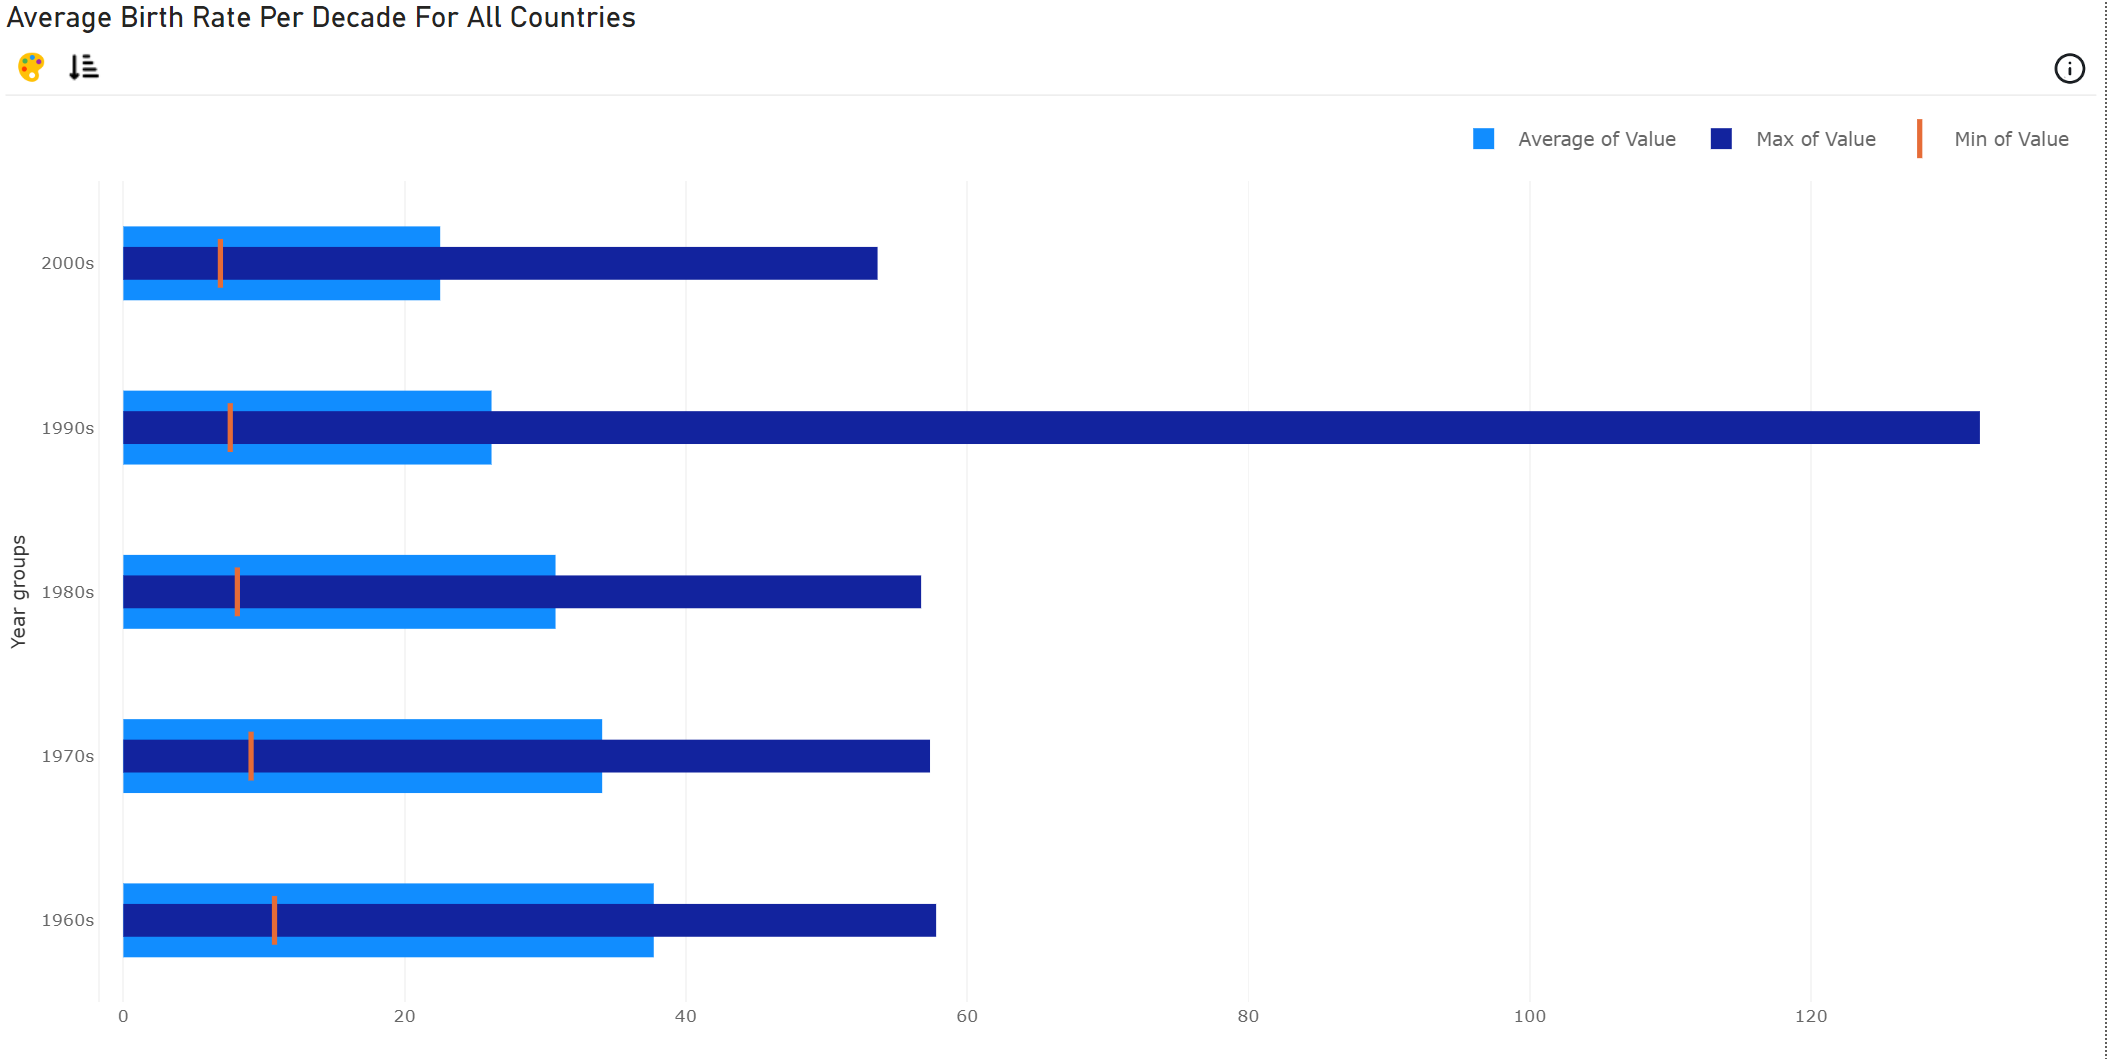 Average Birth Rate Per Decade For All Countries
Average of Value Max of Value Min of Value
Year groups
2000s
1990s
1980s
1970s
1960s
0 20 40 60 80 100 120